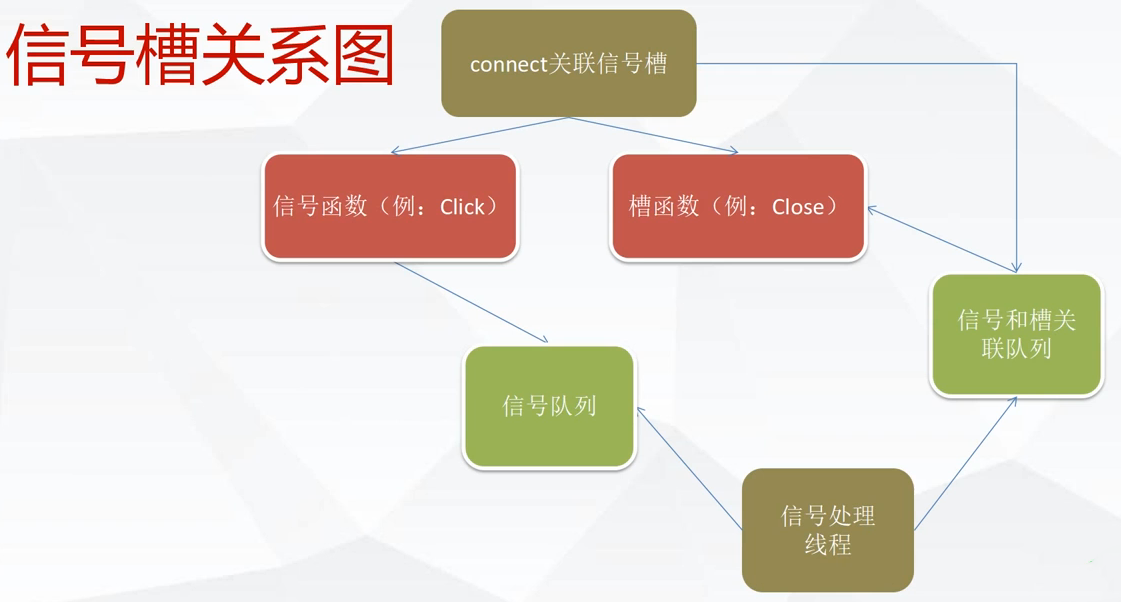 信号槽关系图
connect关联信号槽
信号函数（例：Click）
槽函数（例：Close）
信号和槽关
联队列
信号队列
信号处理
线程